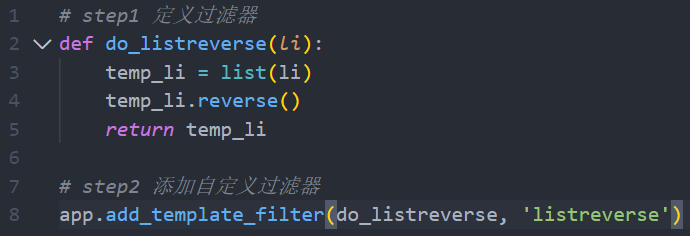 1 # step1 定义过滤器
2 def do_listreverse(li):
3     temp_li = list(li)
4     temp_li.reverse()
5     return temp_li
6
7 # step2 添加自定义过滤器
8 app.add_template_filter(do_listreverse, 'listreverse')